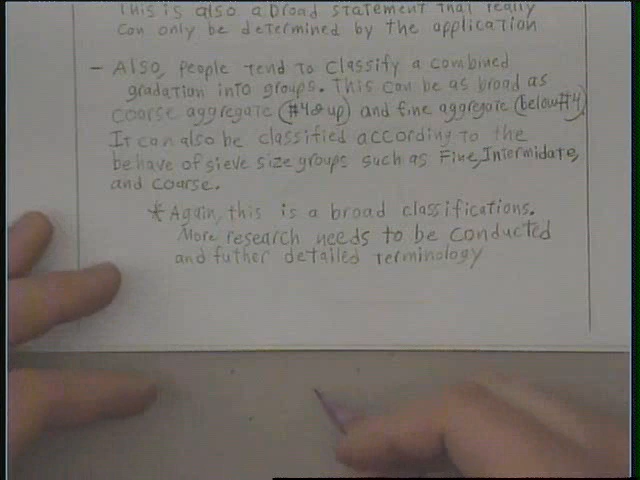 This is also a broad statement that really
can only be determined by the application
- Also, people tend to classify a combined
gradation into groups. This can be as broad as
coarse aggregate (#4 & up) and fine aggregate (below #4)
It can also be classified according to the
behave of sieve size groups such as Fine, Intermidate,
and coarse.
* Again, this is a broad classifications.
More research needs to be conducted
and futher detailed terminology